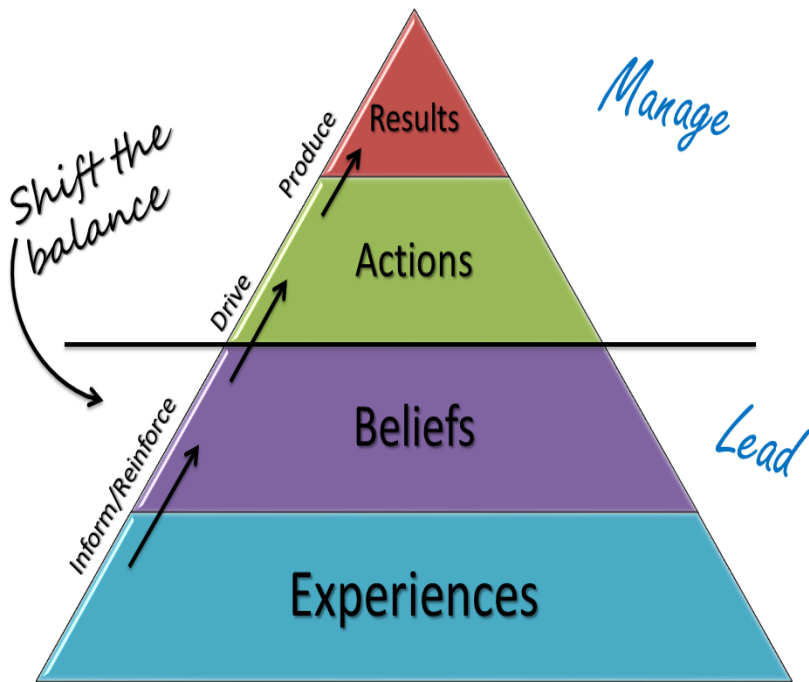 Manage
Results
Produce
Shift the
balance
Actions
Drive
Beliefs
Lead
Inform/Reinforce
Experiences